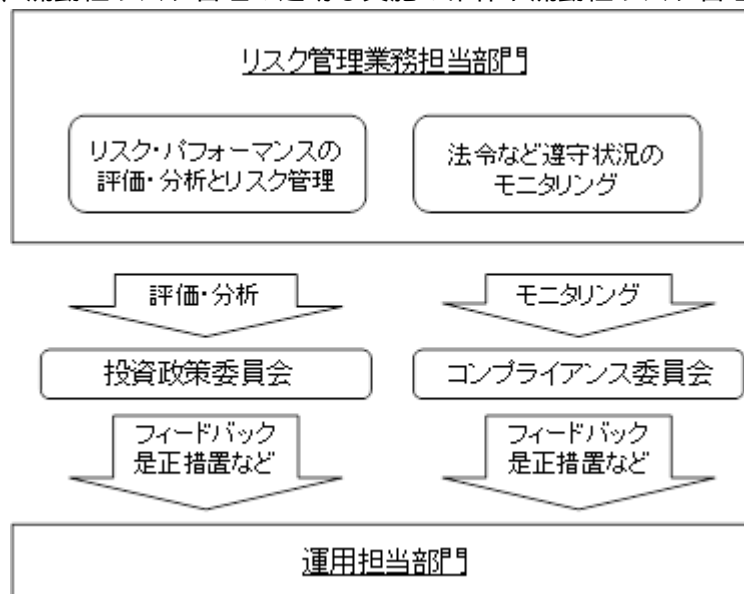 リスク管理業務担当部門
リスク・パフォーマンスの
評価・分析とリスク管理
法令など遵守状況の
モニタリング
評価・分析
モニタリング
投資政策委員会
コンプライアンス委員会
フィードバック
是正措置など
フィードバック
是正措置など
運用担当部門